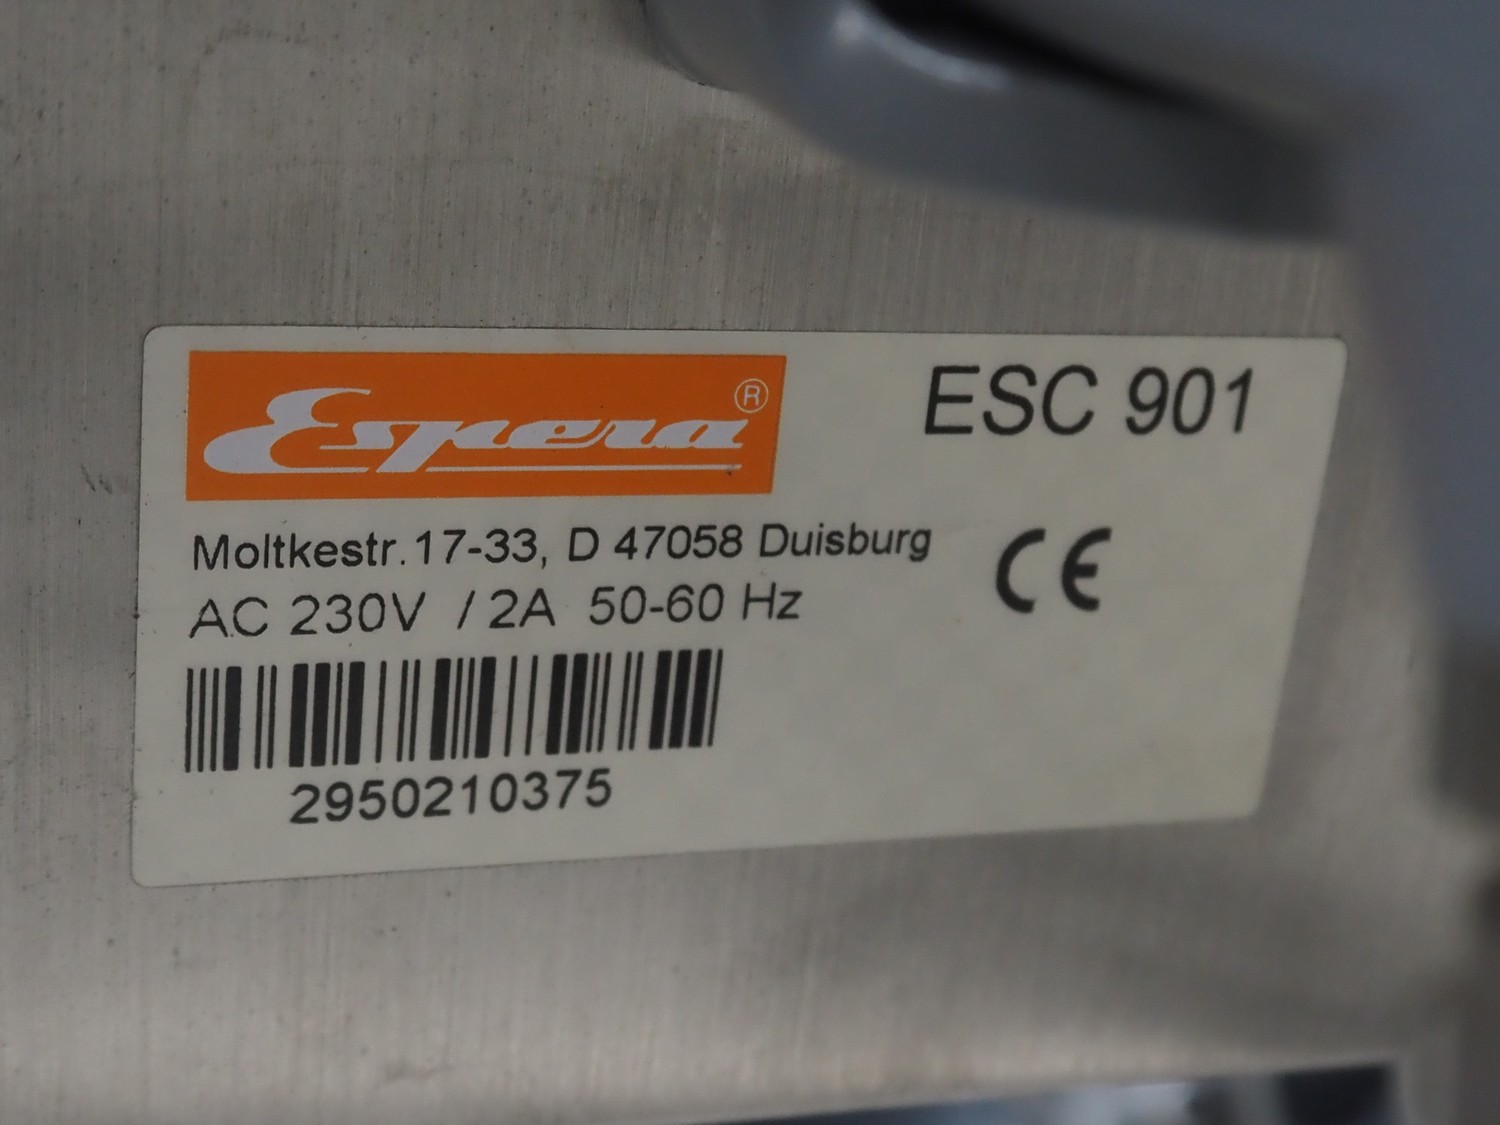 Espera ®
ESC 901
Moltkestr. 17-33, D 47058 Duisburg
CE
AC 230V / 2A 50-60 Hz
2950210375